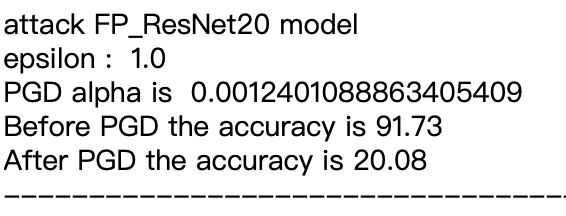 attack FP_ResNet20 model
epsilon :  1.0
PGD alpha is  0.0012401088863405409
Before PGD the accuracy is 91.73
After PGD the accuracy is 20.08
----------------------------------